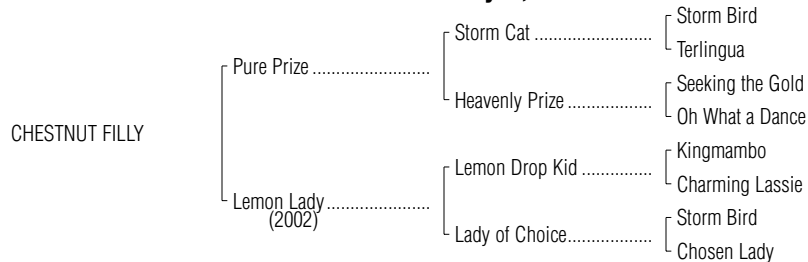 Storm Bird
Storm Cat ........................
Terlingua
Pure Prize ........................
Seeking the Gold
Heavenly Prize .................
Oh What a Dance
CHESTNUT FILLY
Kingmambo
Lemon Drop Kid ..............
Charming Lassie
Lemon Lady.....................
(2002)
Storm Bird
Lady of Choice.................
Chosen Lady